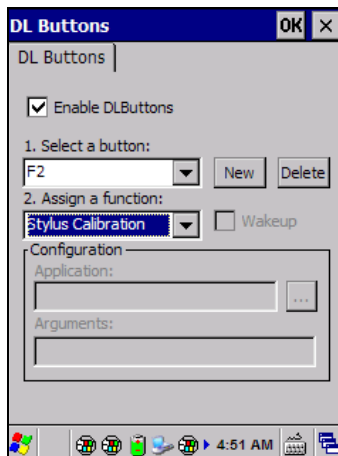 DL Buttons OK ×
DL Buttons
Enable DLButtons
1. Select a button:
F2 New Delete
2. Assign a function:
Stylus Calibration Wakeup
Configuration
Application:
...
Arguments:
4:51 AM